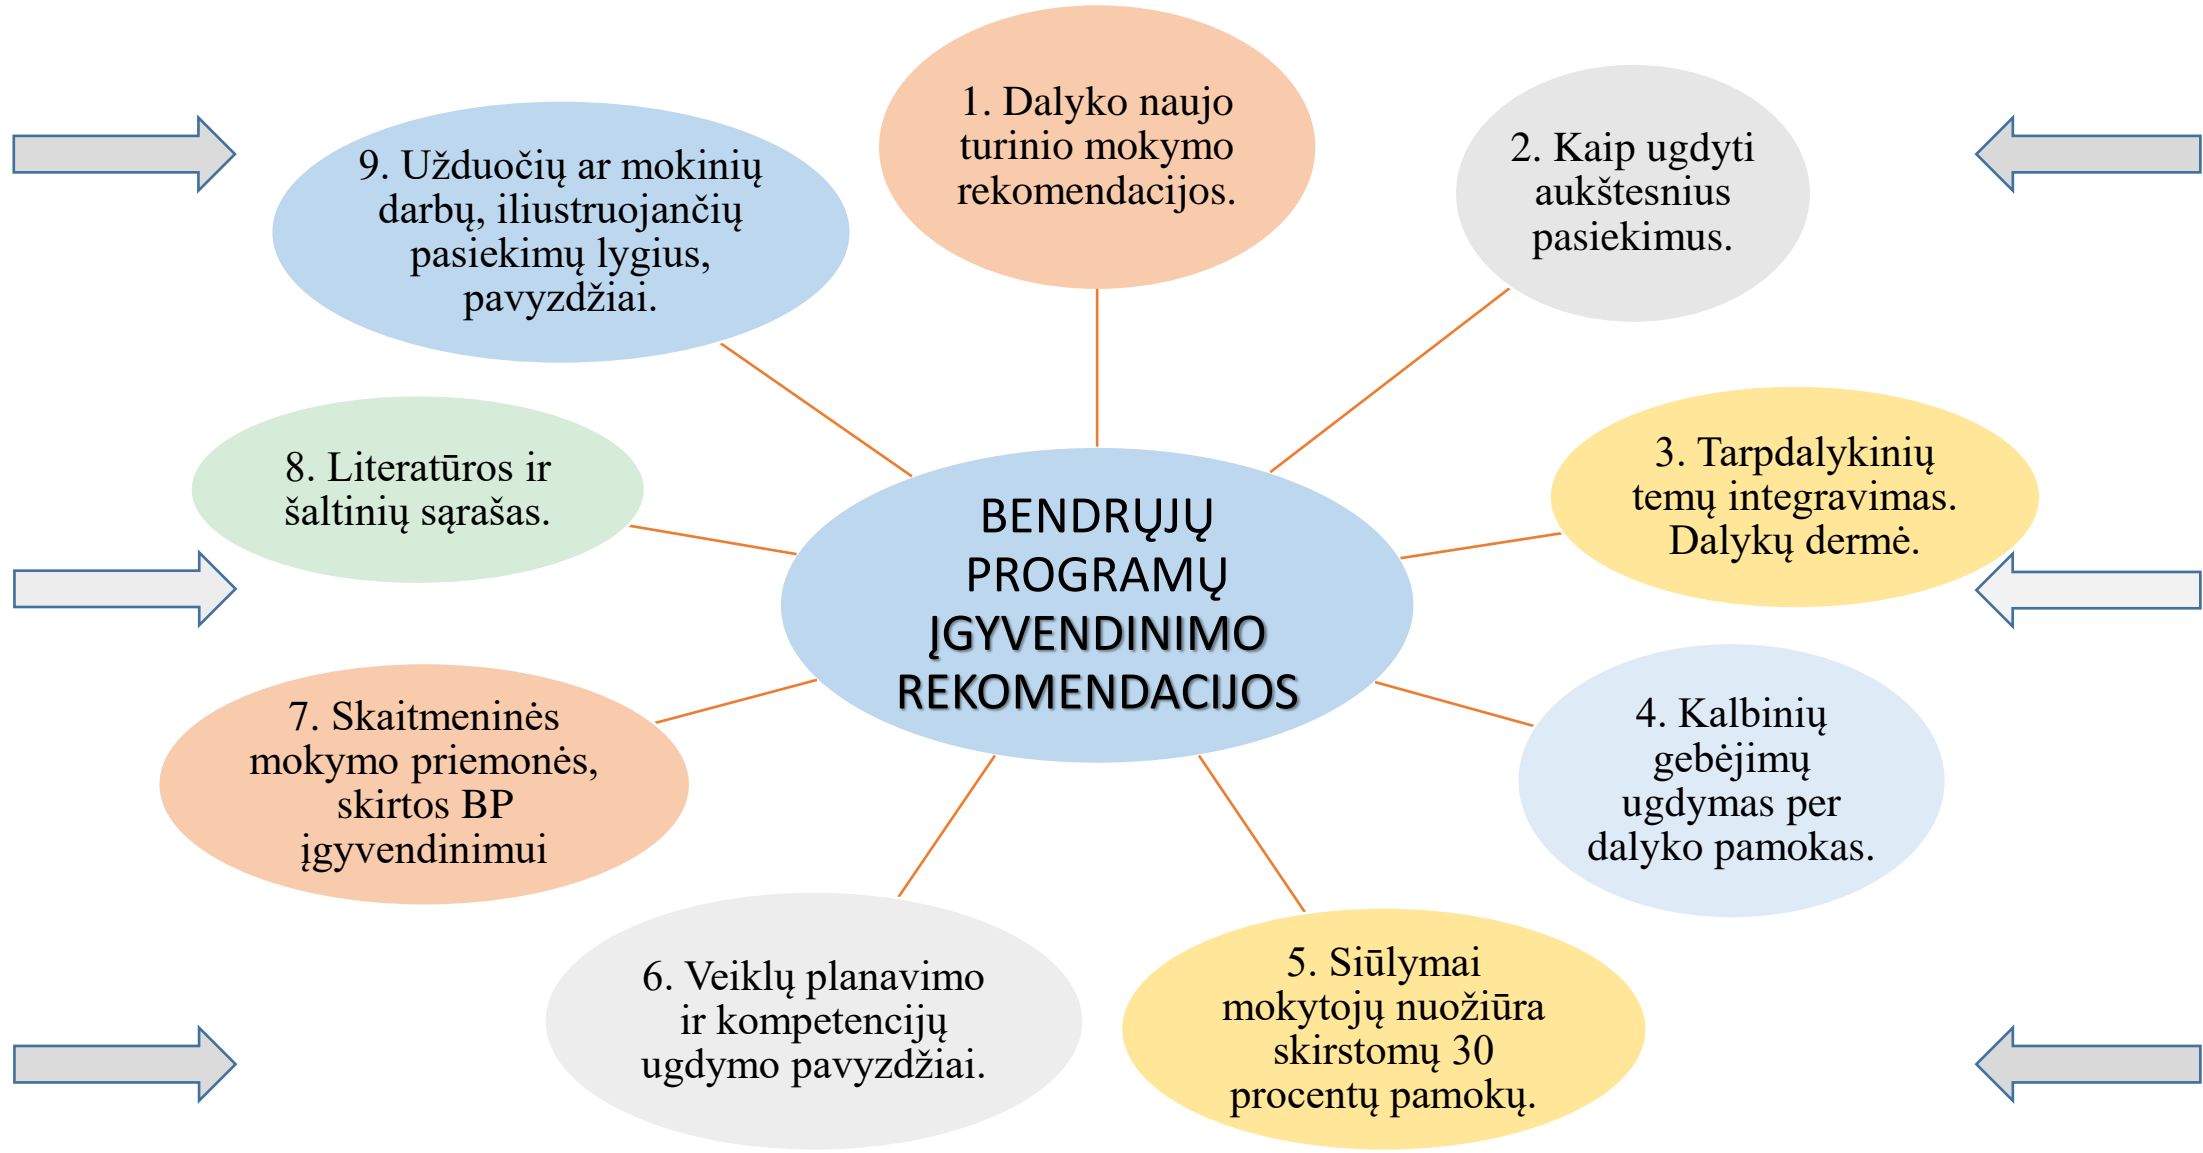 1. Dalyko naujo
turinio mokymo
rekomendacijos.
2. Kaip ugdyti
aukštesnius
pasiekimus.
3. Tarpdalykinių
temų integravimas.
Dalykų dermė.
4. Kalbinių
gebėjimų
ugdymas per
dalyko pamokas.
5. Siūlymai
mokytojų nuožiūra
skirstomų 30
procentų pamokų.
6. Veiklų planavimo
ir kompetencijų
ugdymo pavyzdžiai.
7. Skaitmeninės
mokymo priemonės,
skirtos BP
įgyvendinimui
8. Literatūros ir
šaltinių sąrašas.
9. Užduočių ar mokinių
darbų, iliustruojančių
pasiekimų lygius,
pavyzdžiai.
BENDRŲJŲ
PROGRAMŲ
ĮGYVENDINIMO
REKOMENDACIJOS